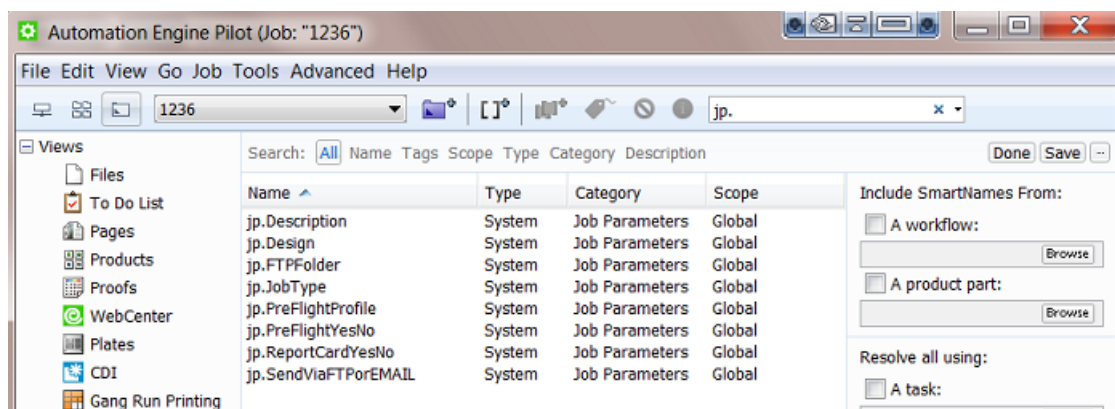 Automation Engine Pilot (Job: "1236")
File Edit View Go Job Tools Advanced Help
1236 jp.
Views
Files
To Do List
Pages
Products
Proofs
WebCenter
Plates
CDI
Gang Run Printing
Search: All Name Tags Scope Type Category Description Done Save
Name Type Category Scope
jp.Description System Job Parameters Global
jp.Design System Job Parameters Global
jp.FTPFolder System Job Parameters Global
jp.JobType System Job Parameters Global
jp.PreFlightProfile System Job Parameters Global
jp.PreFlightYesNo System Job Parameters Global
jp.ReportCardYesNo System Job Parameters Global
jp.SendViaFTPorEMAIL System Job Parameters Global
Include SmartNames From:
A workflow:
Browse
A product part:
Browse
Resolve all using:
A task: